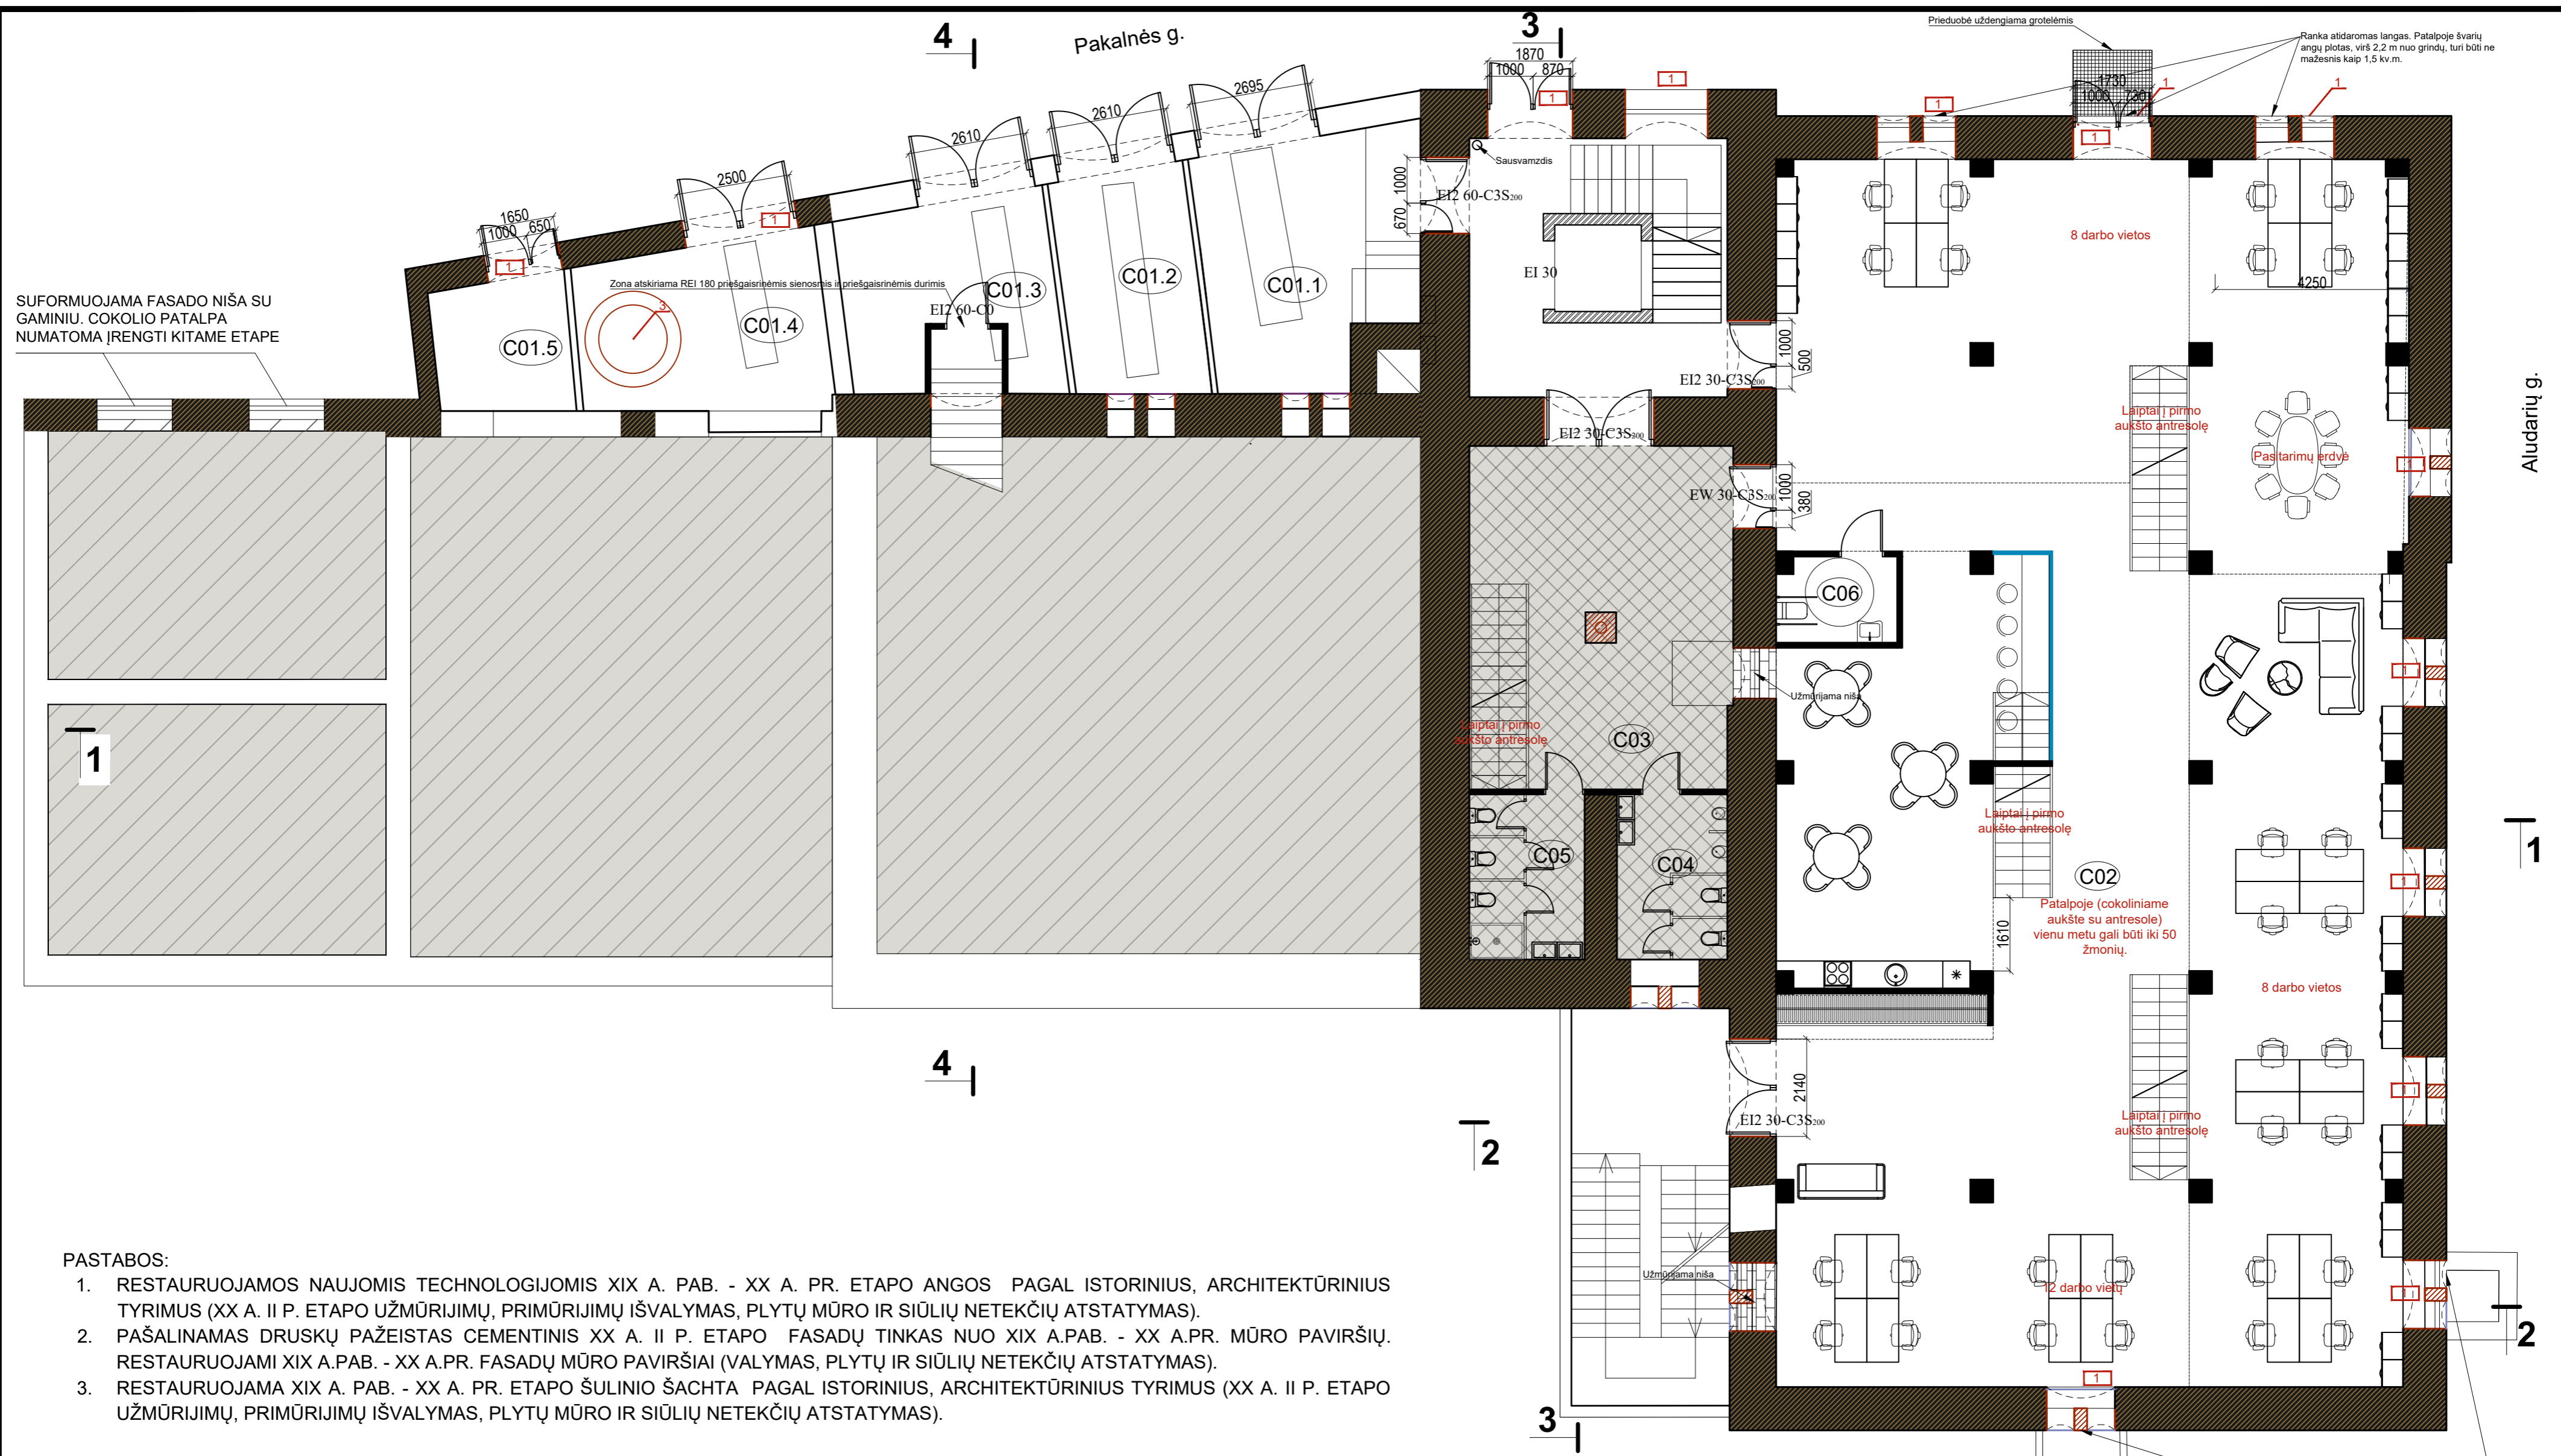 4
Pakalnės g.
3
1870
1000 870
1
1
Prieduobė uždengiama grotelėmis
Ranka atidaromas langas. Patalpoje švarių
angų plotas, virš 2,2 m nuo grindų, turi būti ne
mažesnis kaip 1,5 kv.m.
1730
1000 730
1
1
1
1
2695
2610
2610
2500
1650
1000 650
1
1
Sausvamzdis
1000
670
EI2 60-C3S200
EI 30
8 darbo vietos
4250
SUFORMUOJAMA FASADO NIŠA SU
GAMINIU. COKOLIO PATALPA
NUMATOMA ĮRENGTI KITAME ETAPE
Zona atskiriama REI 180 priešgaisrinėmis sienosmis ir priešgaisrinėmis durimis
EI2 60-C0
3
C01.5
C01.4
C01.3
C01.2
C01.1
1000
500
EI2 30-C3S200
EI2 30-C3S200
EW 30-C3S200
1000
380
Laiptai į pirmo
aukšto antresolę
Pasitarimų erdvė
1
Aludarių g.
C06
Užmūrijama niša
1
Laiptai į pirmo
aukšto antresolę
C03
1
C05
C04
Laiptai į pirmo
aukšto antresolę
C02
Patalpoje (cokoliniame
aukšte su antresole)
vienu metu gali būti iki 50
žmonių.
1610
1
1
8 darbo vietos
4
2
2140
EI2 30-C3S200
Laiptai į pirmo
aukšto antresolę
1
Užmūrijama niša
12 darbo vietų
1
2
1
3
PASTABOS:
1. RESTAURUOJAMOS NAUJOMIS TECHNOLOGIJOMIS XIX A. PAB. - XX A. PR. ETAPO ANGOS PAGAL ISTORINIUS, ARCHITEKTŪRINIUS
TYRIMUS (XX A. II P. ETAPO UŽMŪRIJIMŲ, PRIMŪRIJIMŲ IŠVALYMAS, PLYTŲ MŪRO IR SIŪLIŲ NETEKČIŲ ATSTATYMAS).
2. PAŠALINAMAS DRUSKŲ PAŽEISTAS CEMENTINIS XX A. II P. ETAPO FASADŲ TINKAS NUO XIX A.PAB. - XX A.PR. MŪRO PAVIRŠIŲ.
RESTAURUOJAMI XIX A.PAB. - XX A.PR. FASADŲ MŪRO PAVIRŠIAI (VALYMAS, PLYTŲ IR SIŪLIŲ NETEKČIŲ ATSTATYMAS).
3. RESTAURUOJAMA XIX A. PAB. - XX A. PR. ETAPO ŠULINIO ŠACHTA PAGAL ISTORINIUS, ARCHITEKTŪRINIUS TYRIMUS (XX A. II P. ETAPO
UŽMŪRIJIMŲ, PRIMŪRIJIMŲ IŠVALYMAS, PLYTŲ MŪRO IR SIŪLIŲ NETEKČIŲ ATSTATYMAS).